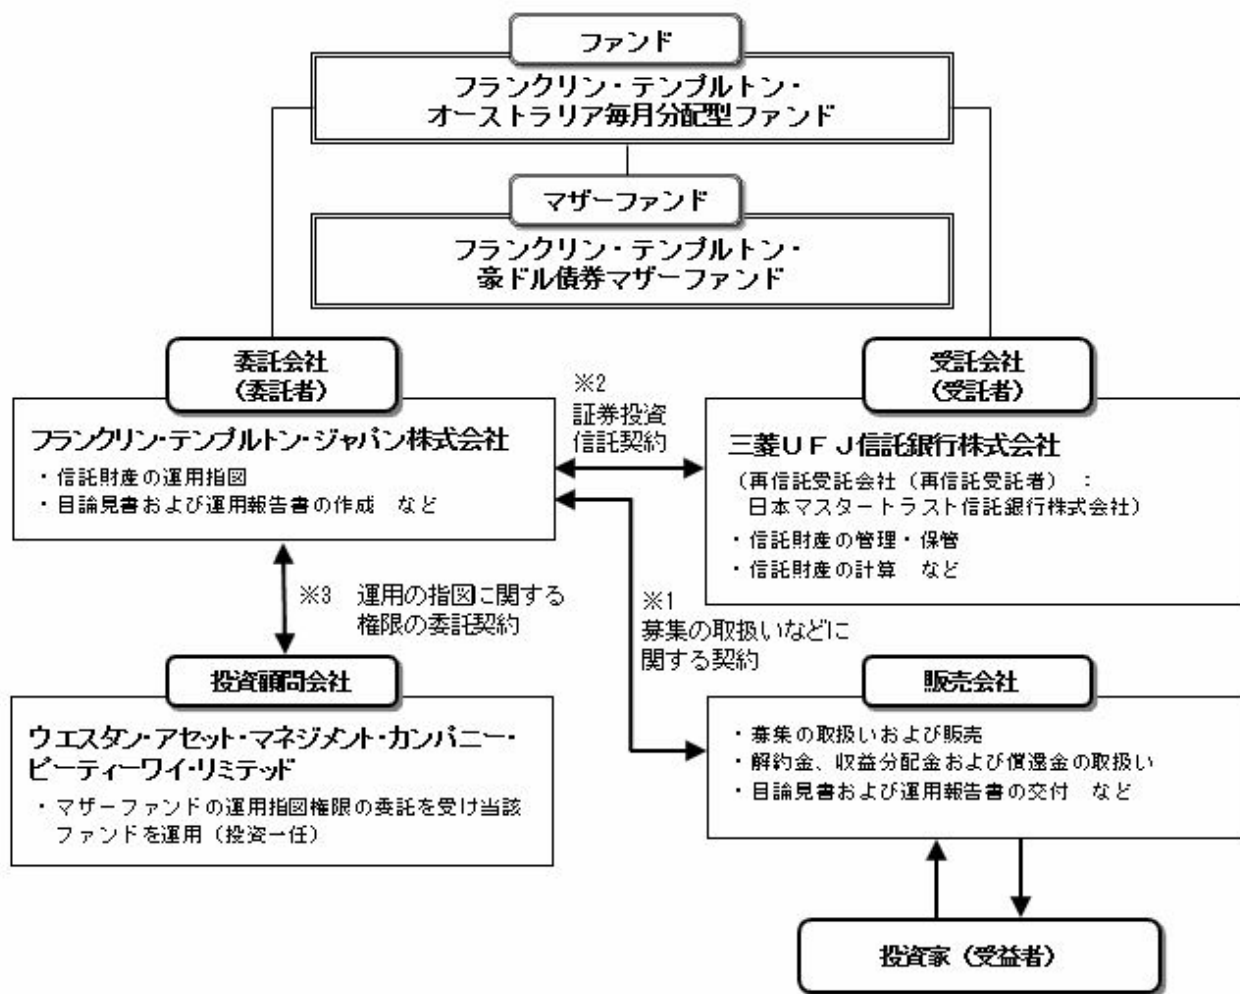 ファンド
フランクリン・テンプルトン・
オーストラリア毎月分配型ファンド
マザーファンド
フランクリン・テンプルトン・
豪ドル債券マザーファンド
委託会社
(委託者)
フランクリン・テンプルトン・ジャパン株式会社
・信託財産の運用指図
・目論見書および運用報告書の作成 など
※2
証券投資
信託契約
受託会社
(受託者)
三菱UFJ信託銀行株式会社
(再信託受託会社(再信託受託者) :
日本マスタートラスト信託銀行株式会社)
・信託財産の管理・保管
・信託財産の計算 など
※3 運用の指図に関する
権限の委託契約
※1
募集の取扱いなどに
関する契約
投資顧問会社
ウエスタン・アセット・マネジメント・カンパニー・
ピーティーワイ・リミテッド
・マザーファンドの運用指図権限の委託を受け当該
ファンドを運用(投資一任)
販売会社
・募集の取扱いおよび販売
・解約金、収益分配金および償還金の取扱い
・目論見書および運用報告書の交付 など
投資家(受益者)